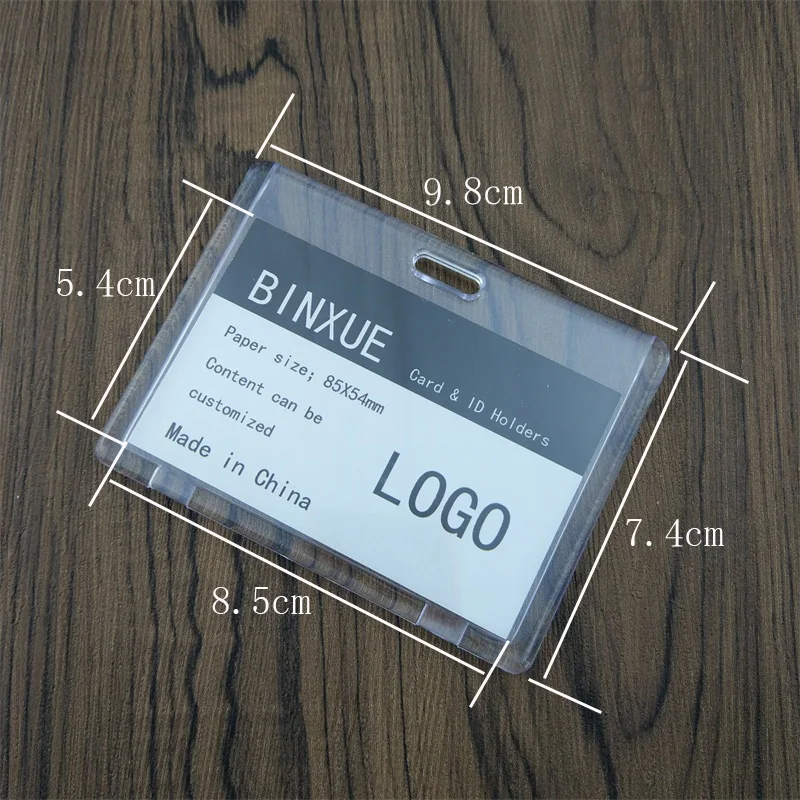 9.8cm
5.4cm
BINXUE
Card & ID Holders
Paper size; 85X54mm
Content can be
customized
Made in China
LOGO
7.4cm
8.5cm